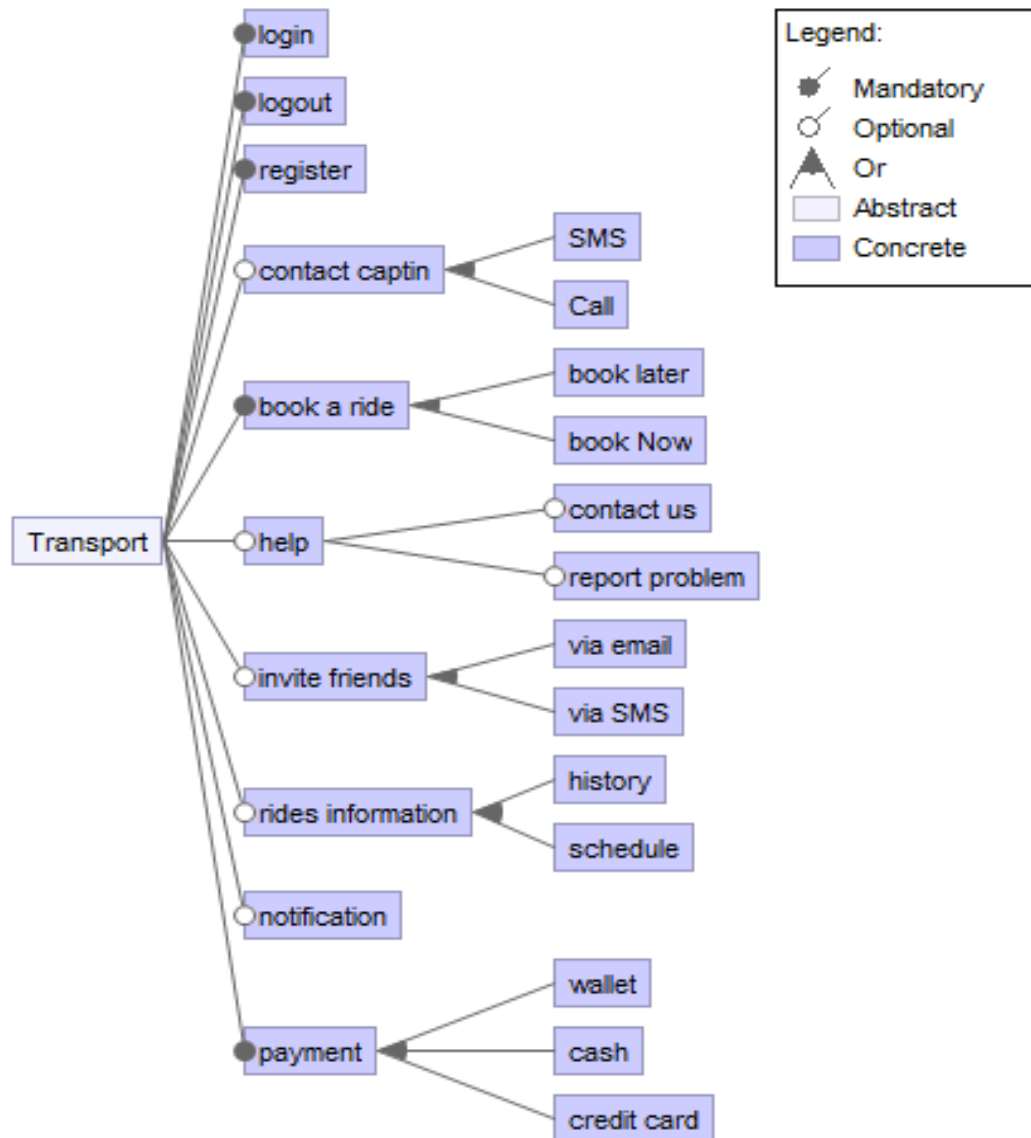 login
logout
register
contact captin
SMS
Call
book a ride
book later
book Now
Transport
help
contact us
report problem
invite friends
via email
via SMS
rides information
history
schedule
notification
payment
wallet
cash
credit card
Legend:
Mandatory
Optional
Or
Abstract
Concrete